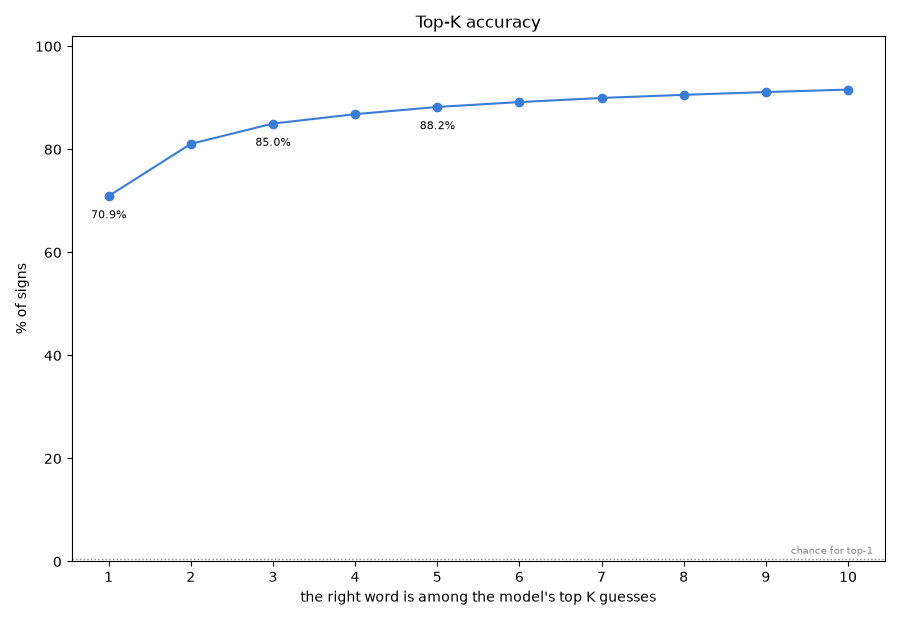 Top-K accuracy
% of signs
100
80
60
40
20
0
70.9%
85.0%
88.2%
chance for top-1
1 2 3 4 5 6 7 8 9 10
the right word is among the model's top K guesses